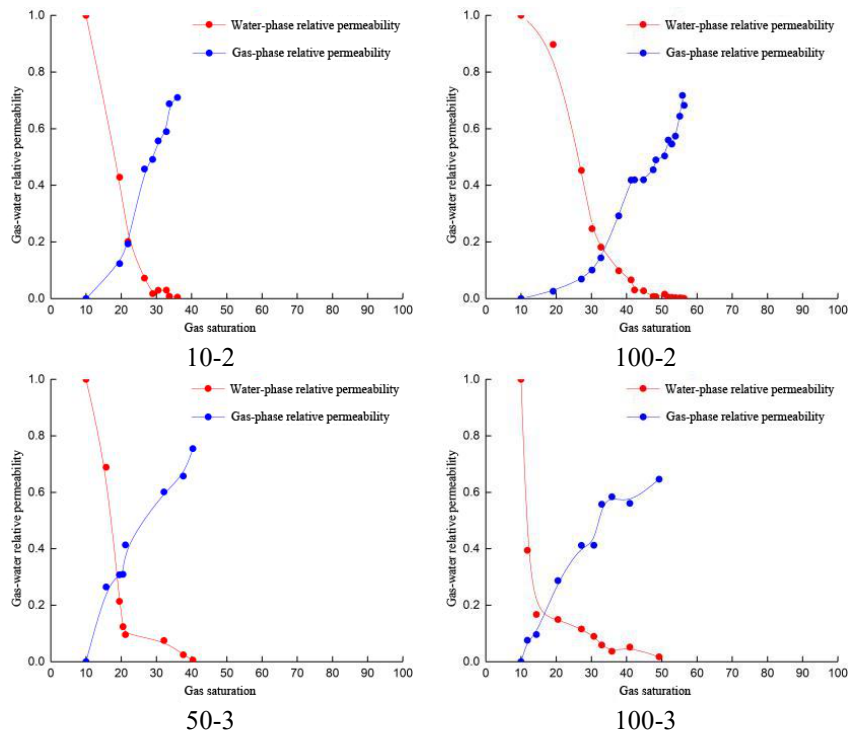 1.0
0.8
0.6
0.4
0.2
0.0
Gas-water relative permeability
Water-phase relative permeability
Gas-phase relative permeability
0 10 20 30 40 50 60 70 80 90 100
Gas saturation
10-2
1.0
0.8
0.6
0.4
0.2
0.0
Gas-water relative permeability
Water-phase relative permeability
Gas-phase relative permeability
0 10 20 30 40 50 60 70 80 90 100
Gas saturation
100-2
1.0
0.8
0.6
0.4
0.2
0.0
Gas-water relative permeability
Water-phase relative permeability
Gas-phase relative permeability
0 10 20 30 40 50 60 70 80 90 100
Gas saturation
50-3
1.0
0.8
0.6
0.4
0.2
0.0
Gas-water relative permeability
Water-phase relative permeability
Gas-phase relative permeability
0 10 20 30 40 50 60 70 80 90 100
Gas saturation
100-3